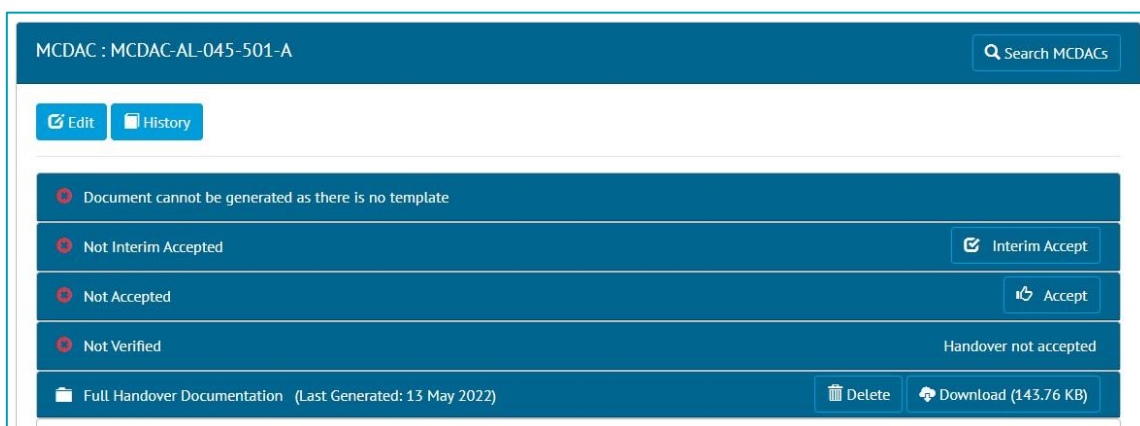 MCDAC : MCDAC-AL-045-501-A Search MCDACs
Edit History
Document cannot be generated as there is no template
Not Interim Accepted Interim Accept
Not Accepted Accept
Not Verified Handover not accepted
Full Handover Documentation (Last Generated: 13 May 2022) Delete Download (143.76 KB)